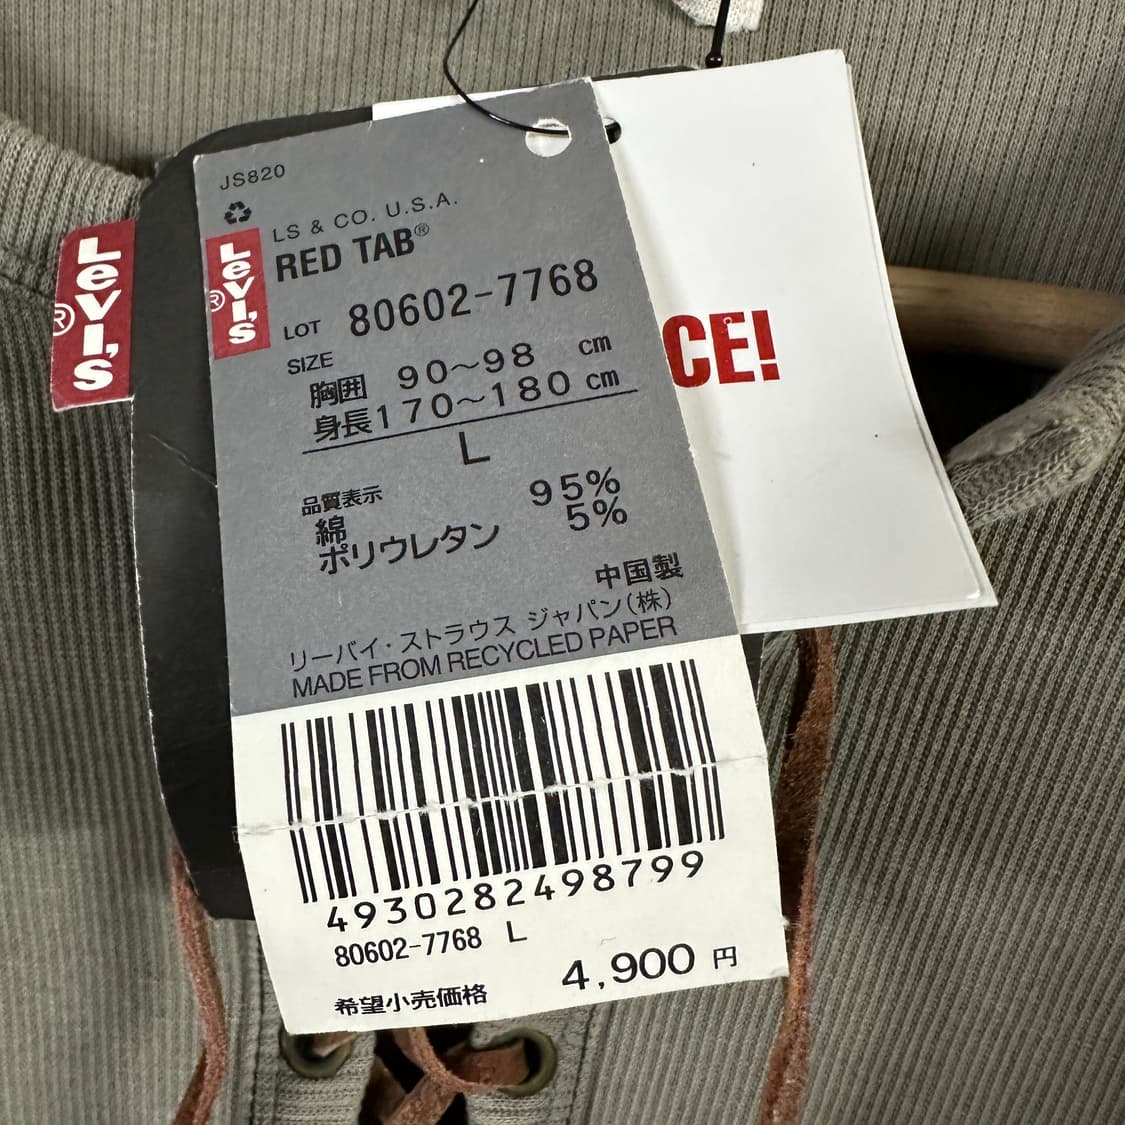 JS820
LS & CO. U.S.A.
RED TAB®
Levi's®
Levi's®
LOT 80602-7768
SIZE
胸囲 90～98 cm
身長170～180 cm
L
品質表示
綿 95%
ポリウレタン 5%
中国製
リーバイ・ストラウス ジャパン(株)
MADE FROM RECYCLED PAPER
4930282498799
80602-7768 L
希望小売価格 4,900 円
CE!